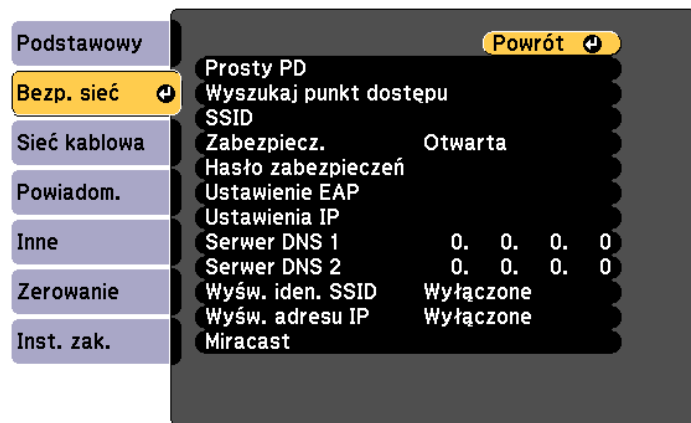 Podstawowy
Bezp. sieć
Sieć kablowa
Powiadom.
Inne
Zerowanie
Inst. zak.
Powrót
Prosty PD
Wyszukaj punkt dostępu
SSID
Zabezpiecz. Otwarta
Hasło zabezpieczeń
Ustawienie EAP
Ustawienia IP
Serwer DNS 1 0. 0. 0. 0
Serwer DNS 2 0. 0. 0. 0
Wyśw. iden. SSID Wyłączone
Wyśw. adresu IP Wyłączone
Miracast